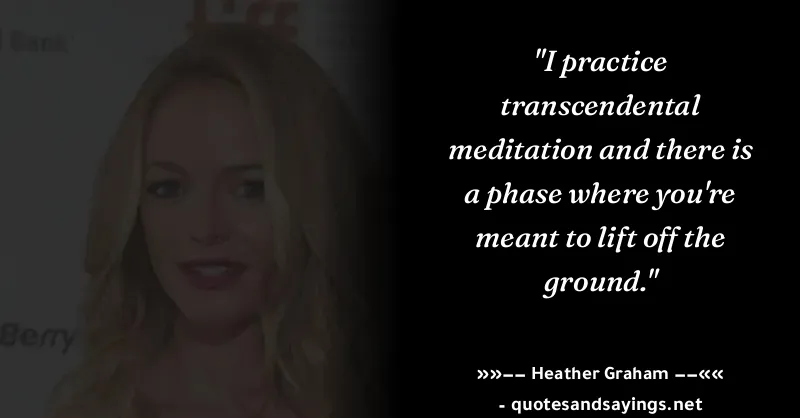 Bank
tiff.
Berry
"I practice
transcendental
meditation and there is
a phase where you're
meant to lift off the
ground."
»»-- Heather Graham --««
- quotesandsayings.net